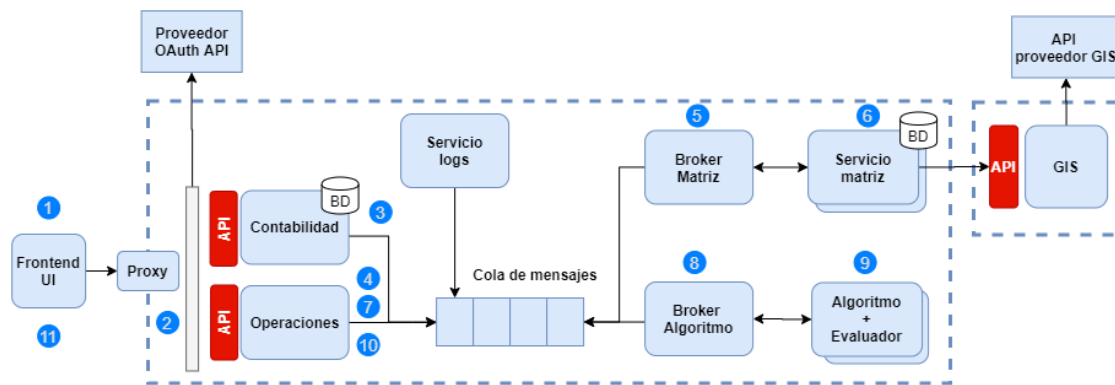 Proveedor
OAuth API
API
proveedor GIS
1
Frontend
UI
11
Proxy
2
API
Contabilidad
BD
3
API
Operaciones
4
7
10
Servicio
logs
Cola de mensajes
5
Broker
Matriz
6
Servicio
matriz
BD
8
Broker
Algoritmo
9
Algoritmo
+
Evaluador
API
GIS